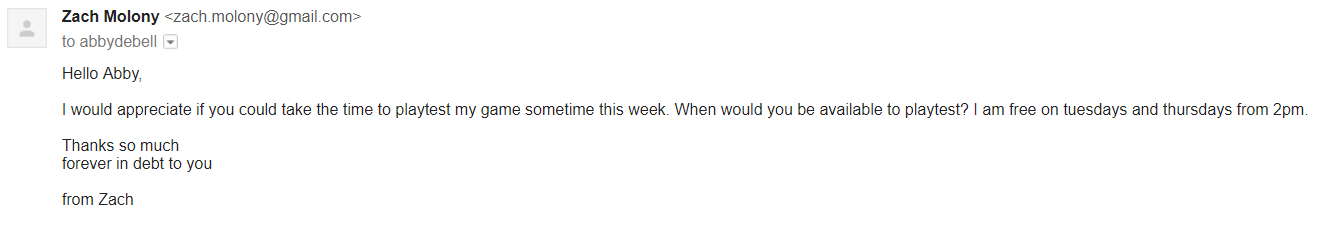 Zach Molony <zach.molony@gmail.com>
to abbydebell
Hello Abby,
I would appreciate if you could take the time to playtest my game sometime this week. When would you be available to playtest? I am free on tuesdays and thursdays from 2pm.
Thanks so much
forever in debt to you
from Zach